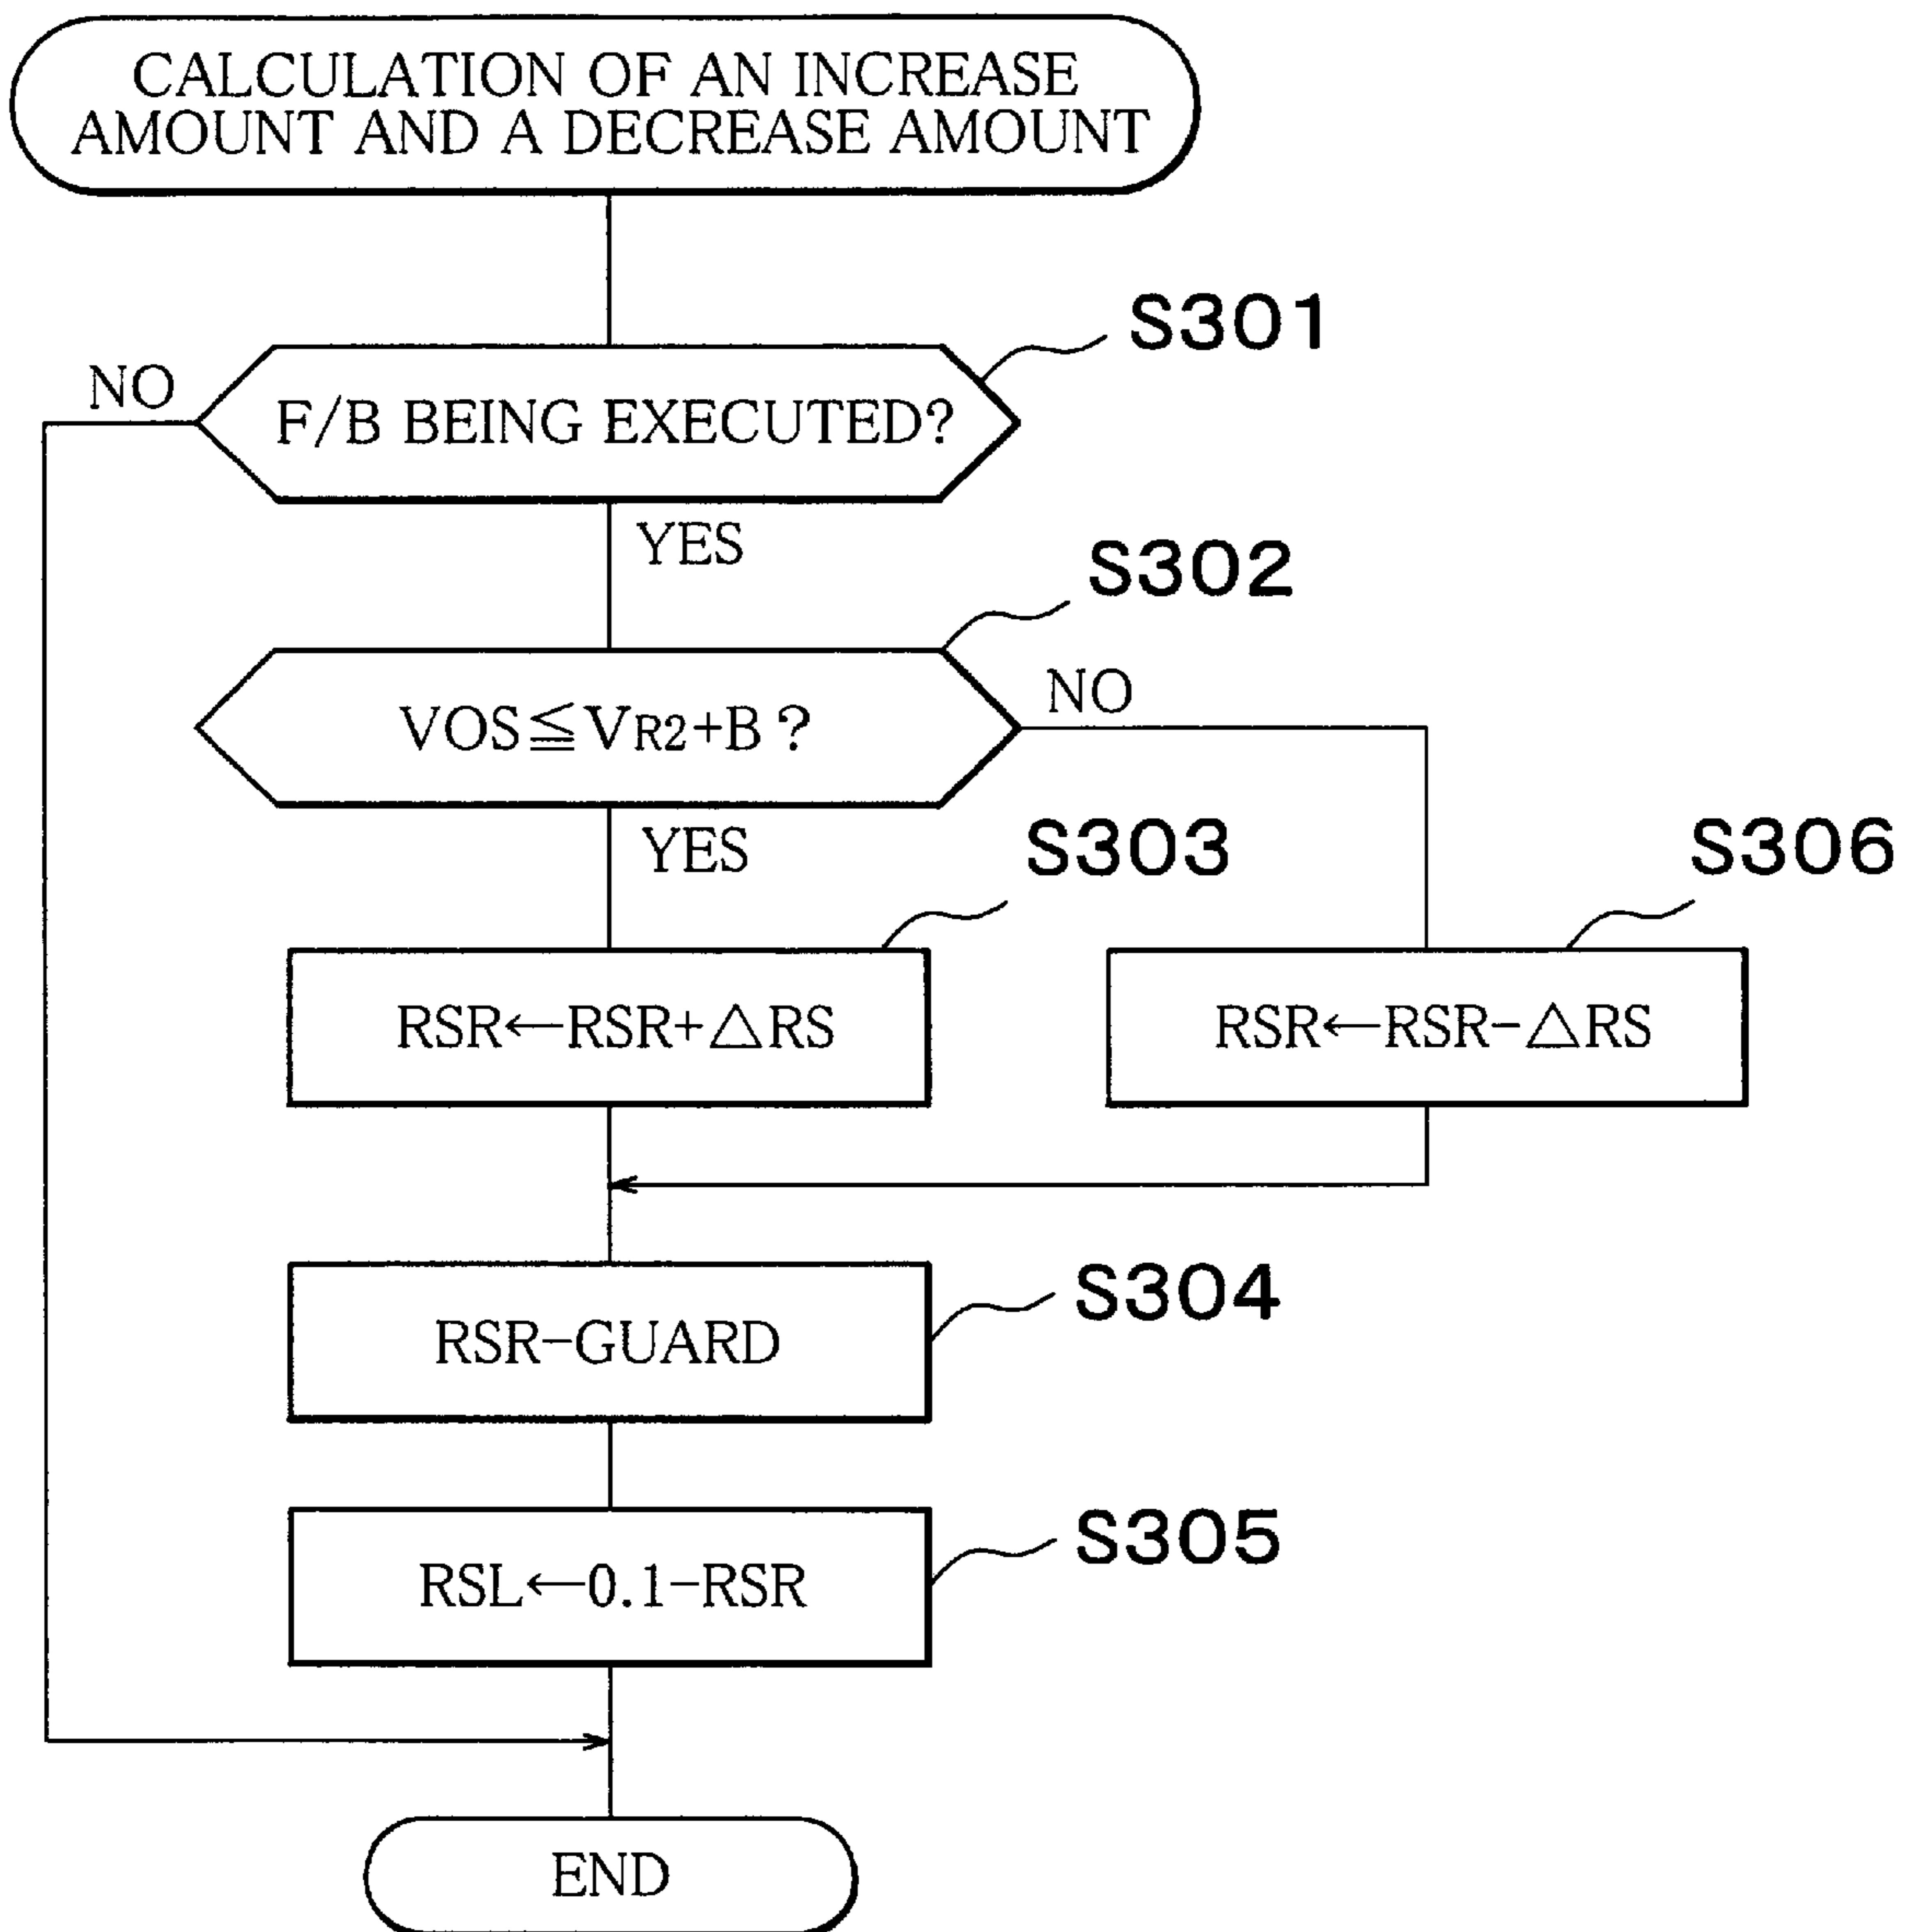 CALCULATION OF AN INCREASE
AMOUNT AND A DECREASE AMOUNT
S301
NO
F/B BEING EXECUTED?
YES
S302
NO
VOS≦VR2+B ?
YES
S303
S306
RSR←RSR+△RS
RSR←RSR-△RS
RSR-GUARD
S304
RSL←0.1-RSR
S305
END